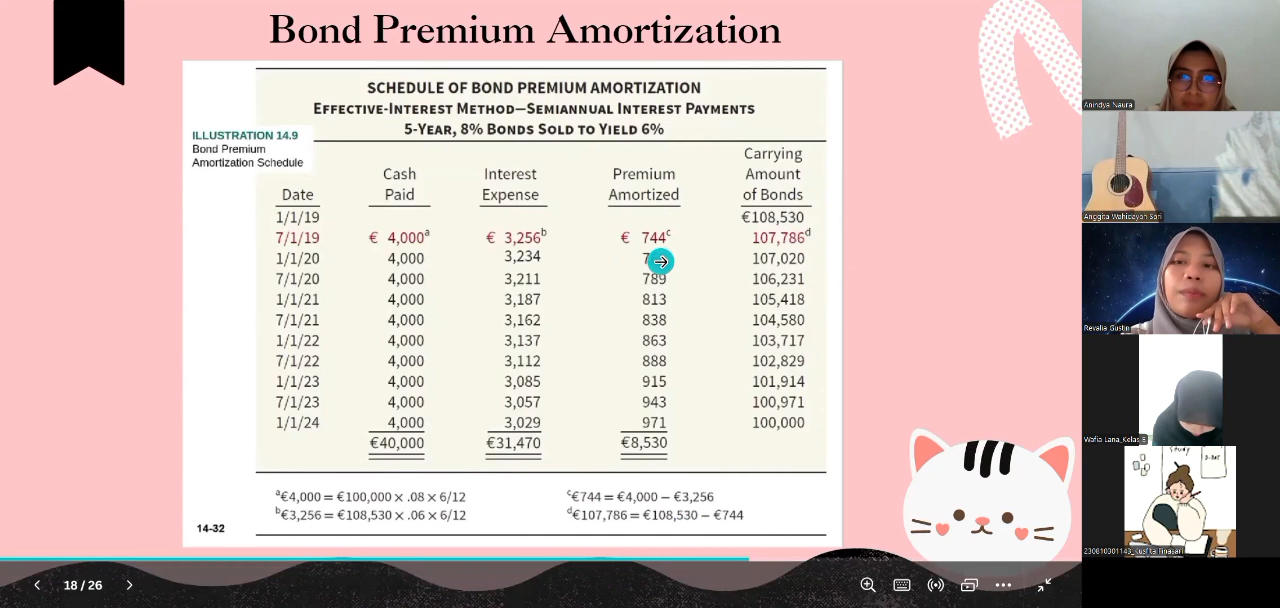 Bond Premium Amortization
SCHEDULE OF BOND PREMIUM AMORTIZATION
EFFECTIVE-INTEREST METHOD—SEMIANNUAL INTEREST PAYMENTS
5-YEAR, 8% BONDS SOLD TO YIELD 6%
ILLUSTRATION 14.9
Bond Premium
Amortization Schedule
Date Cash Paid Interest Expense Premium Amortized Carrying Amount of Bonds
1/1/19 €108,530
7/1/19 € 4,000a € 3,256b € 744c 107,786d
1/1/20 4,000 3,234 107,020
7/1/20 4,000 3,211 789 106,231
1/1/21 4,000 3,187 813 105,418
7/1/21 4,000 3,162 838 104,580
1/1/22 4,000 3,137 863 103,717
7/1/22 4,000 3,112 888 102,829
1/1/23 4,000 3,085 915 101,914
7/1/23 4,000 3,057 943 100,971
1/1/24 4,000 3,029 971 100,000
€40,000 €31,470 €8,530
a€4,000 = €100,000 × .08 × 6/12
b€3,256 = €108,530 × .06 × 6/12
c€744 = €4,000 − €3,256
d€107,786 = €108,530 − €744
14-32
18 / 26
Anindya Naura
Anggita Wahidayah Sari
Revalia Gustin
Wafia Lana_Kelas B
Study